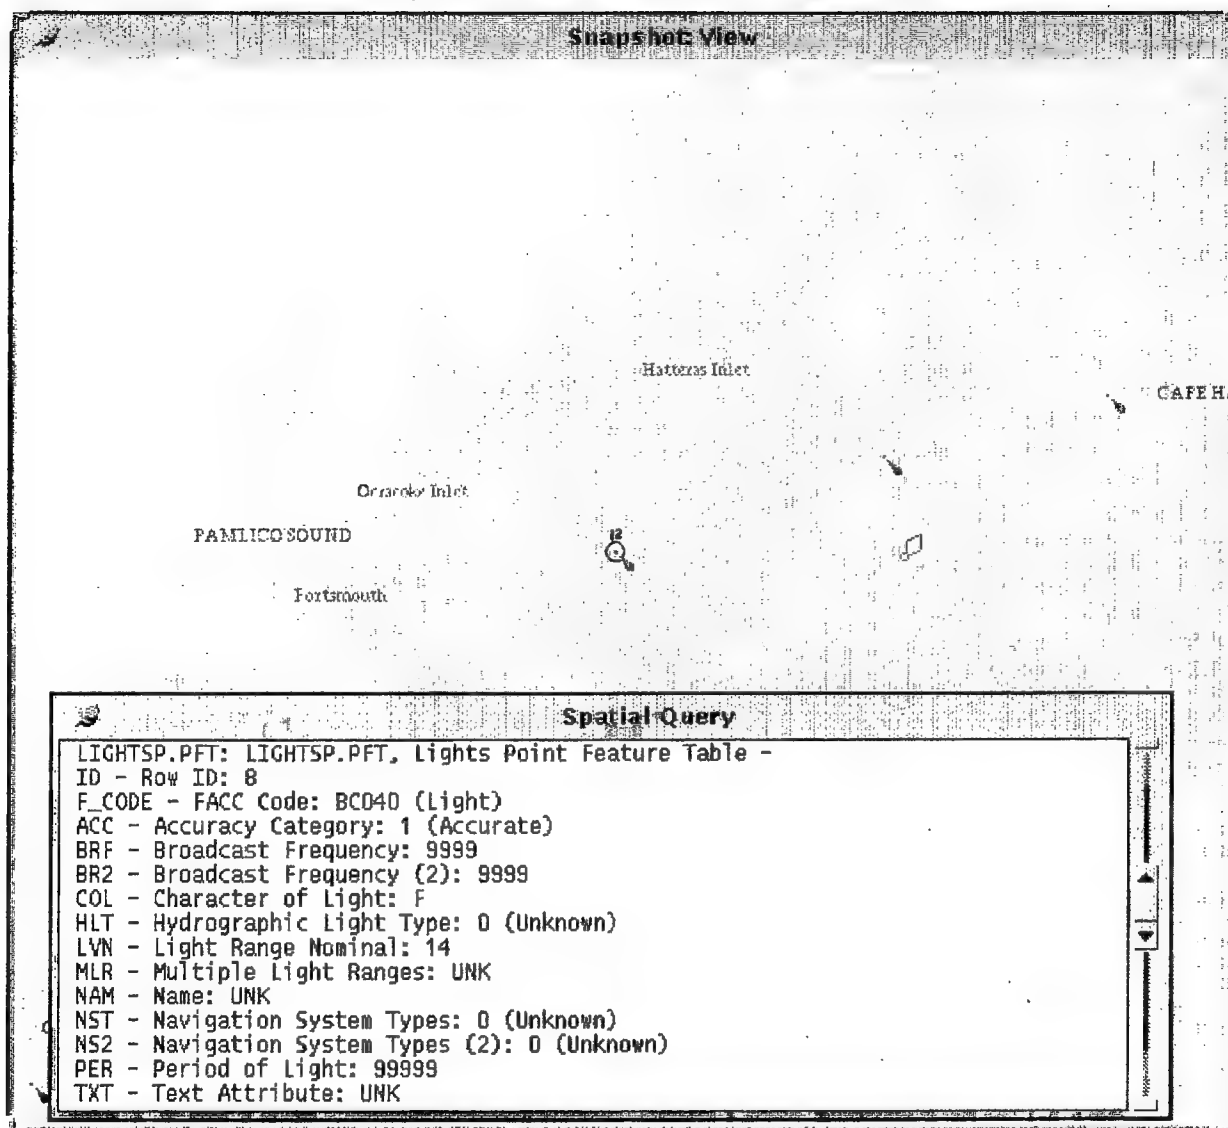 Snapshot: View
Hatteras Inlet
CAPE H
Ocracoke Inlet
PAMLICO SOUND
12
Portsmouth
Spatial Query
LIGHTSP.PFT: LIGHTSP.PFT, Lights Point Feature Table -
ID - Row ID: 8
F_CODE - FACC Code: BC040 (Light)
ACC - Accuracy Category: 1 (Accurate)
BRF - Broadcast Frequency: 9999
BR2 - Broadcast Frequency (2): 9999
COL - Character of Light: F
HLT - Hydrographic Light Type: 0 (Unknown)
LVN - Light Range Nominal: 14
MLR - Multiple Light Ranges: UNK
NAM - Name: UNK
NST - Navigation System Types: 0 (Unknown)
NS2 - Navigation System Types (2): 0 (Unknown)
PER - Period of Light: 99999
TXT - Text Attribute: UNK